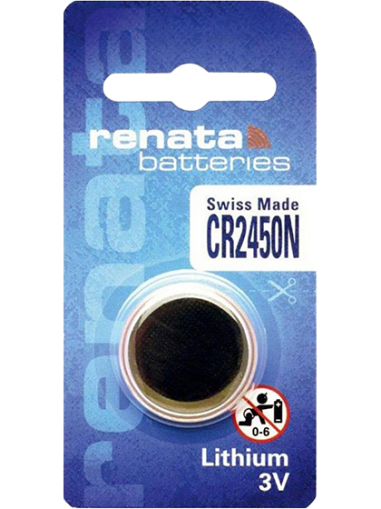 renata
batteries
Swiss Made
CR2450N
renata
0-6
Lithium
3V